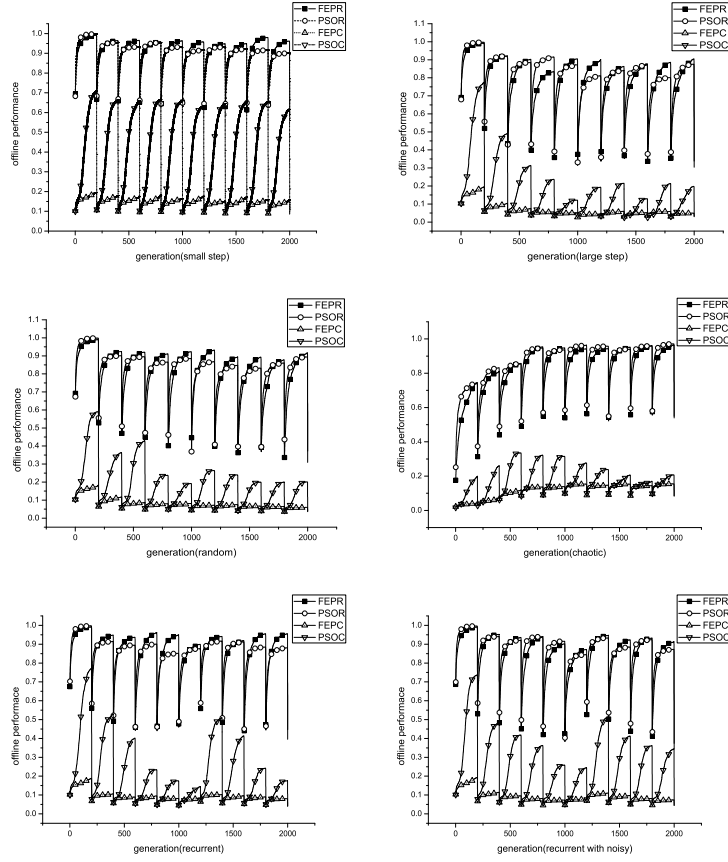 FEPR
PSOR
FEPC
PSOC
1.0
0.9
0.8
0.7
0.6
0.5
0.4
0.3
0.2
0.1
0.0
offline performance
0
500
1000
1500
2000
generation(small step)
FEPR
PSOR
FEPC
PSOC
1.1
1.0
0.9
0.8
0.7
0.6
0.5
0.4
0.3
0.2
0.1
0.0
offline performance
0
500
1000
1500
2000
generation(large step)
FEPR
PSOR
FEPC
PSOC
1.1
1.0
0.9
0.8
0.7
0.6
0.5
0.4
0.3
0.2
0.1
0.0
offline performance
0
500
1000
1500
2000
generation(random)
FEPR
PSOR
FEPC
PSOC
1.0
0.8
0.6
0.4
0.2
0.0
offline performance
0
500
1000
1500
2000
generation(chaotic)
FEPR
PSOR
FEPC
PSOC
1.0
0.9
0.8
0.7
0.6
0.5
0.4
0.3
0.2
0.1
0.0
offline performace
0
500
1000
1500
2000
generation(recurrent)
FEPR
PSOR
FEPC
PSOC
1.0
0.9
0.8
0.7
0.6
0.5
0.4
0.3
0.2
0.1
0.0
offline performance
0
500
1000
1500
2000
generation(recurrent with noisy)